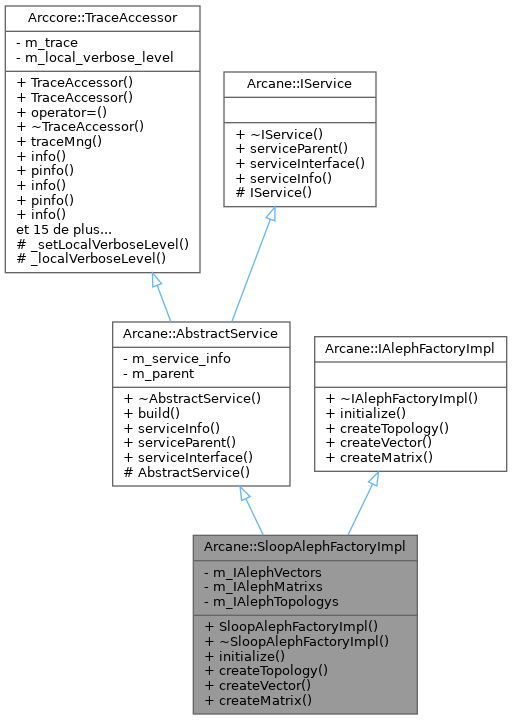 Arccore::TraceAccessor
- m_trace
- m_local_verbose_level
+ TraceAccessor()
+ TraceAccessor()
+ operator=()
+ ~TraceAccessor()
+ traceMng()
+ info()
+ pinfo()
+ info()
+ pinfo()
+ info()
et 15 de plus...
# _setLocalVerboseLevel()
# _localVerboseLevel()
Arcane::IService
+ ~IService()
+ serviceParent()
+ serviceInterface()
+ serviceInfo()
# IService()
Arcane::AbstractService
- m_service_info
- m_parent
+ ~AbstractService()
+ build()
+ serviceInfo()
+ serviceParent()
+ serviceInterface()
# AbstractService()
Arcane::IAlephFactoryImpl
+ ~IAlephFactoryImpl()
+ initialize()
+ createTopology()
+ createVector()
+ createMatrix()
Arcane::SloopAlephFactoryImpl
- m_IAlephVectors
- m_IAlephMatrixs
- m_IAlephTopologys
+ SloopAlephFactoryImpl()
+ ~SloopAlephFactoryImpl()
+ initialize()
+ createTopology()
+ createVector()
+ createMatrix()